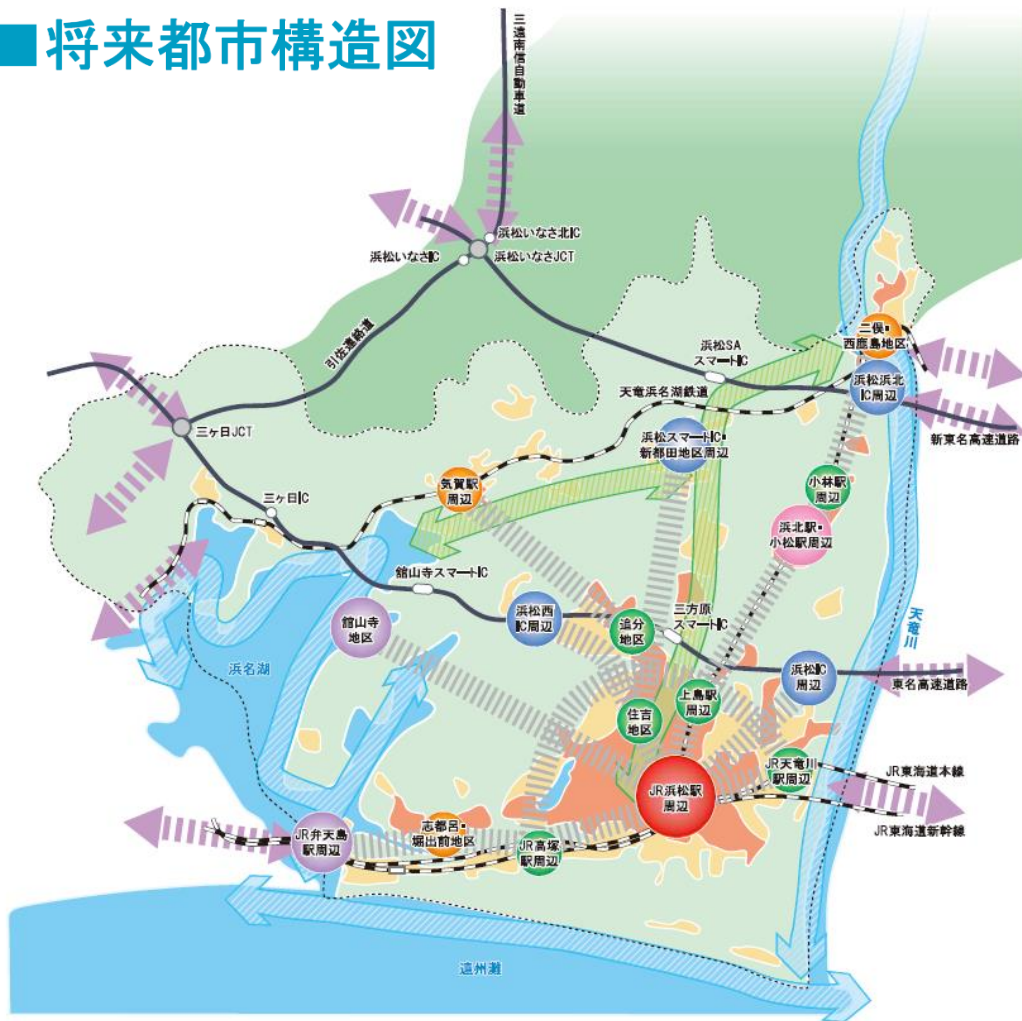 ■将来都市構造図
三遠南信自動車道
浜松いなさ北IC
浜松いなさIC
浜松いなさJCT
引佐連絡道
浜松SA
スマートIC
二俣・
西鹿島地区
天竜浜名湖鉄道
浜松浜北
IC周辺
新東名高速道路
三ヶ日JCT
浜松スマートIC・
新都田地区周辺
気賀駅
周辺
小林駅
周辺
三ヶ日IC
浜北駅・
小松駅周辺
舘山寺スマートIC
舘山寺
地区
浜松西
IC周辺
追分
地区
三方原
スマートIC
天竜川
浜名湖
浜松IC
周辺
東名高速道路
上島駅
周辺
住吉
地区
JR天竜川
駅周辺
JR東海道本線
JR浜松駅
周辺
JR東海道新幹線
JR弁天島
駅周辺
志都呂・
堀出前地区
JR高塚
駅周辺
遠州灘